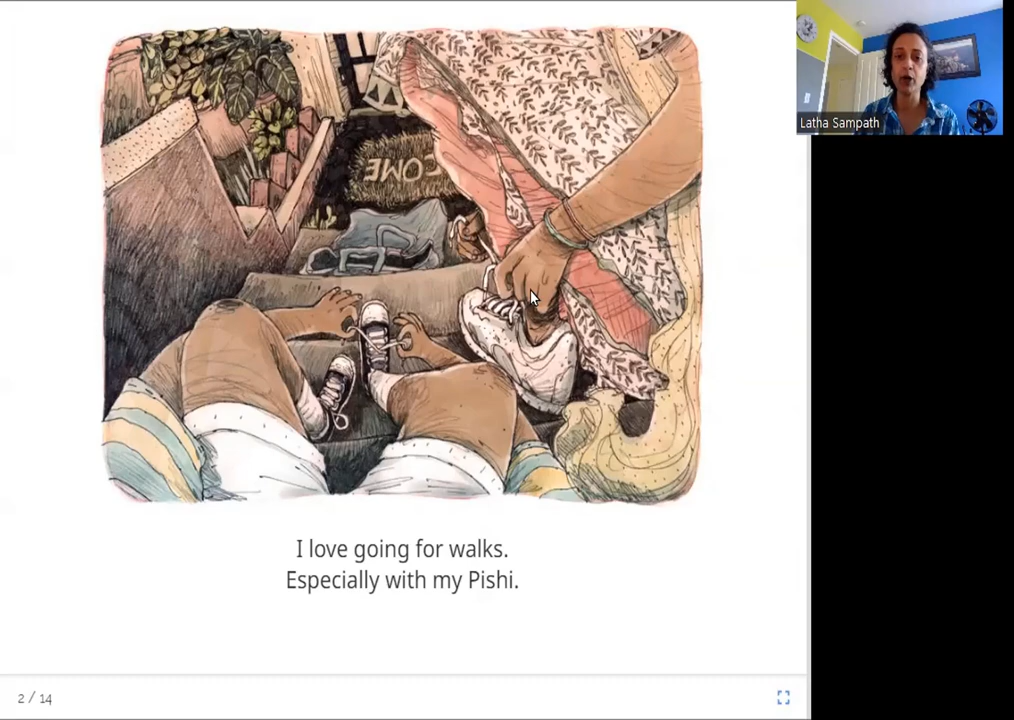 Latha Sampath
COME
I love going for walks.
Especially with my Pishi.
2 / 14